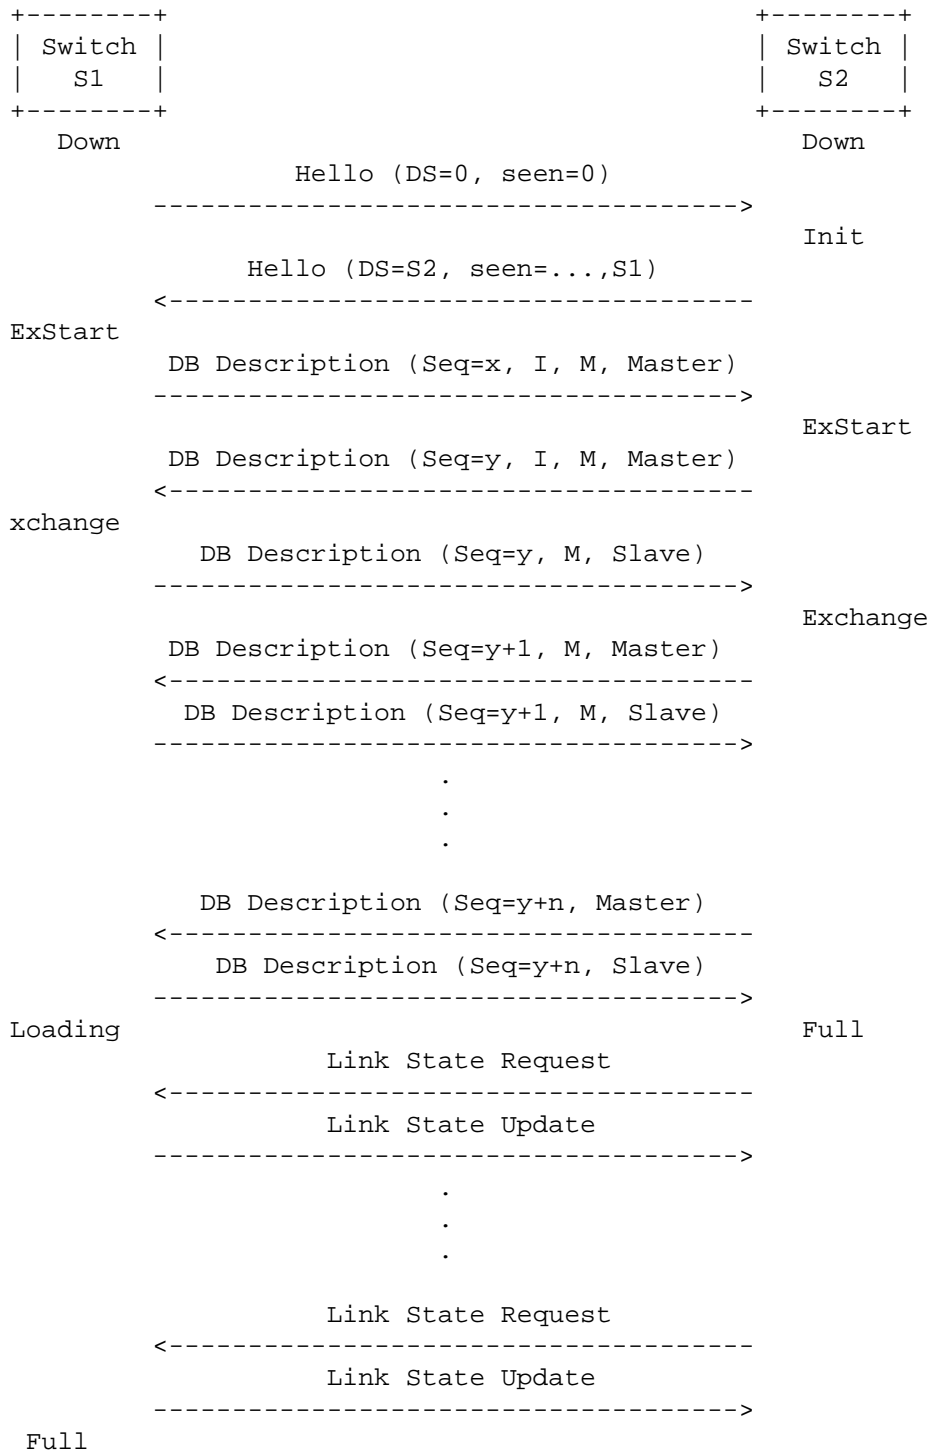 +--------+                                      +--------+
| Switch |                                      | Switch |
|   S1   |                                      |   S2   |
+--------+                                      +--------+
   Down                                            Down
                  Hello (DS=0, seen=0)
         ------------------------------------->
                                                   Init
               Hello (DS=S2, seen=...,S1)
         <-------------------------------------
ExStart
          DB Description (Seq=x, I, M, Master)
         ------------------------------------->
                                                   ExStart
          DB Description (Seq=y, I, M, Master)
         <-------------------------------------
xchange
            DB Description (Seq=y, M, Slave)
         ------------------------------------->
                                                   Exchange
          DB Description (Seq=y+1, M, Master)
         <-------------------------------------
           DB Description (Seq=y+1, M, Slave)
         ------------------------------------->
                           .
                           .
                           .
            DB Description (Seq=y+n, Master)
         <-------------------------------------
             DB Description (Seq=y+n, Slave)
         ------------------------------------->
Loading                                            Full
                    Link State Request
         <-------------------------------------
                    Link State Update
         ------------------------------------->
                           .
                           .
                           .
                    Link State Request
         <-------------------------------------
                    Link State Update
         ------------------------------------->
 Full